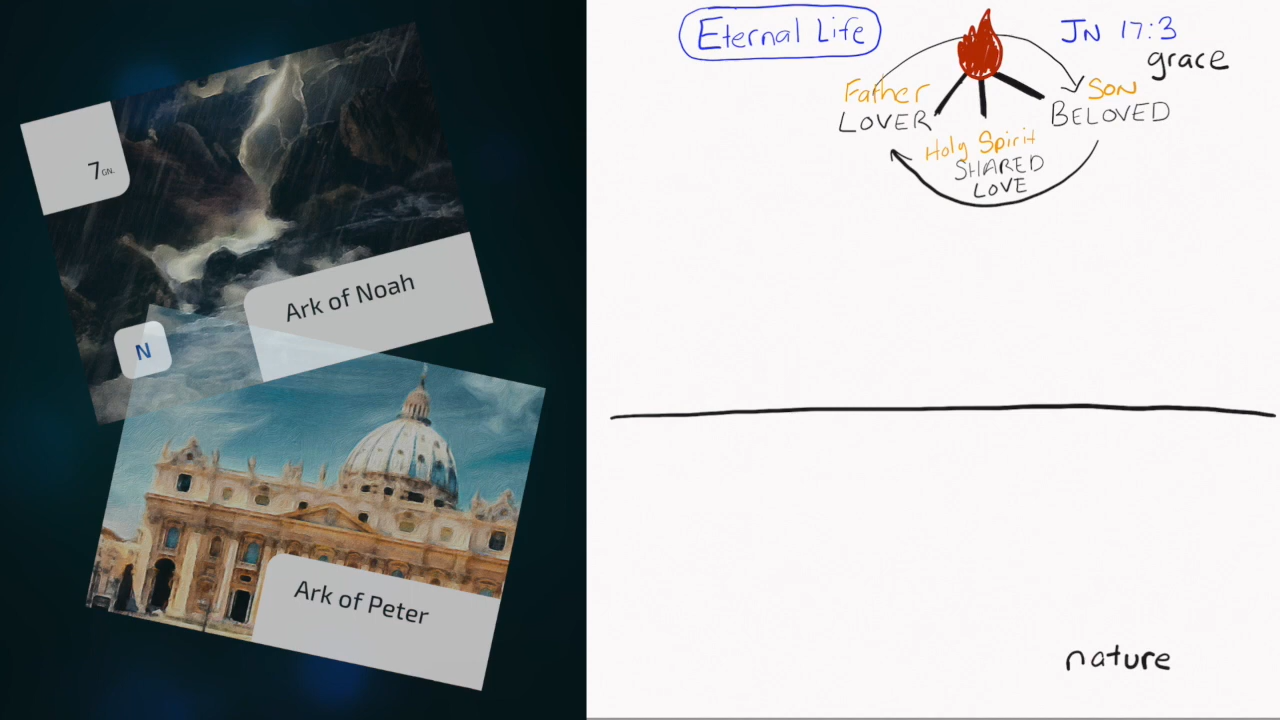 7 GN.
Ark of Noah
N
Ark of Peter
Eternal Life
JN 17:3
grace
Father
LOVER
SON
BELOVED
Holy Spirit
SHARED
LOVE
nature